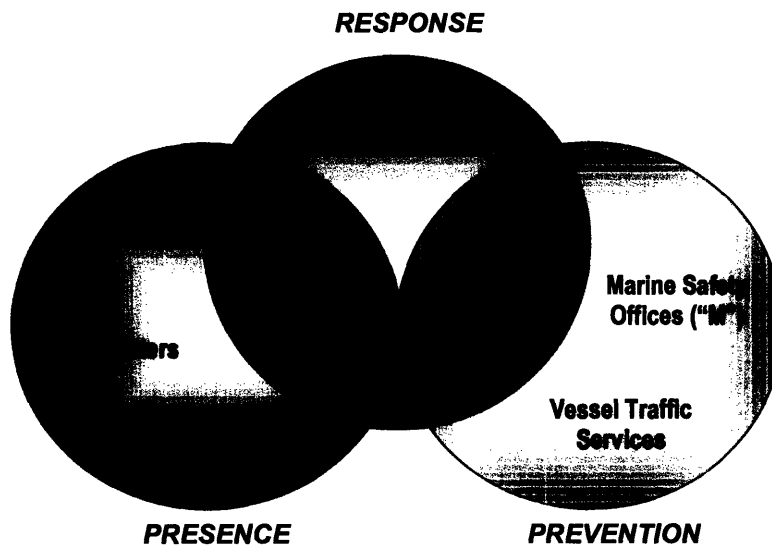 RESPONSE
Marine Safety
Offices ("M")
Vessel Traffic
Services
PRESENCE
PREVENTION